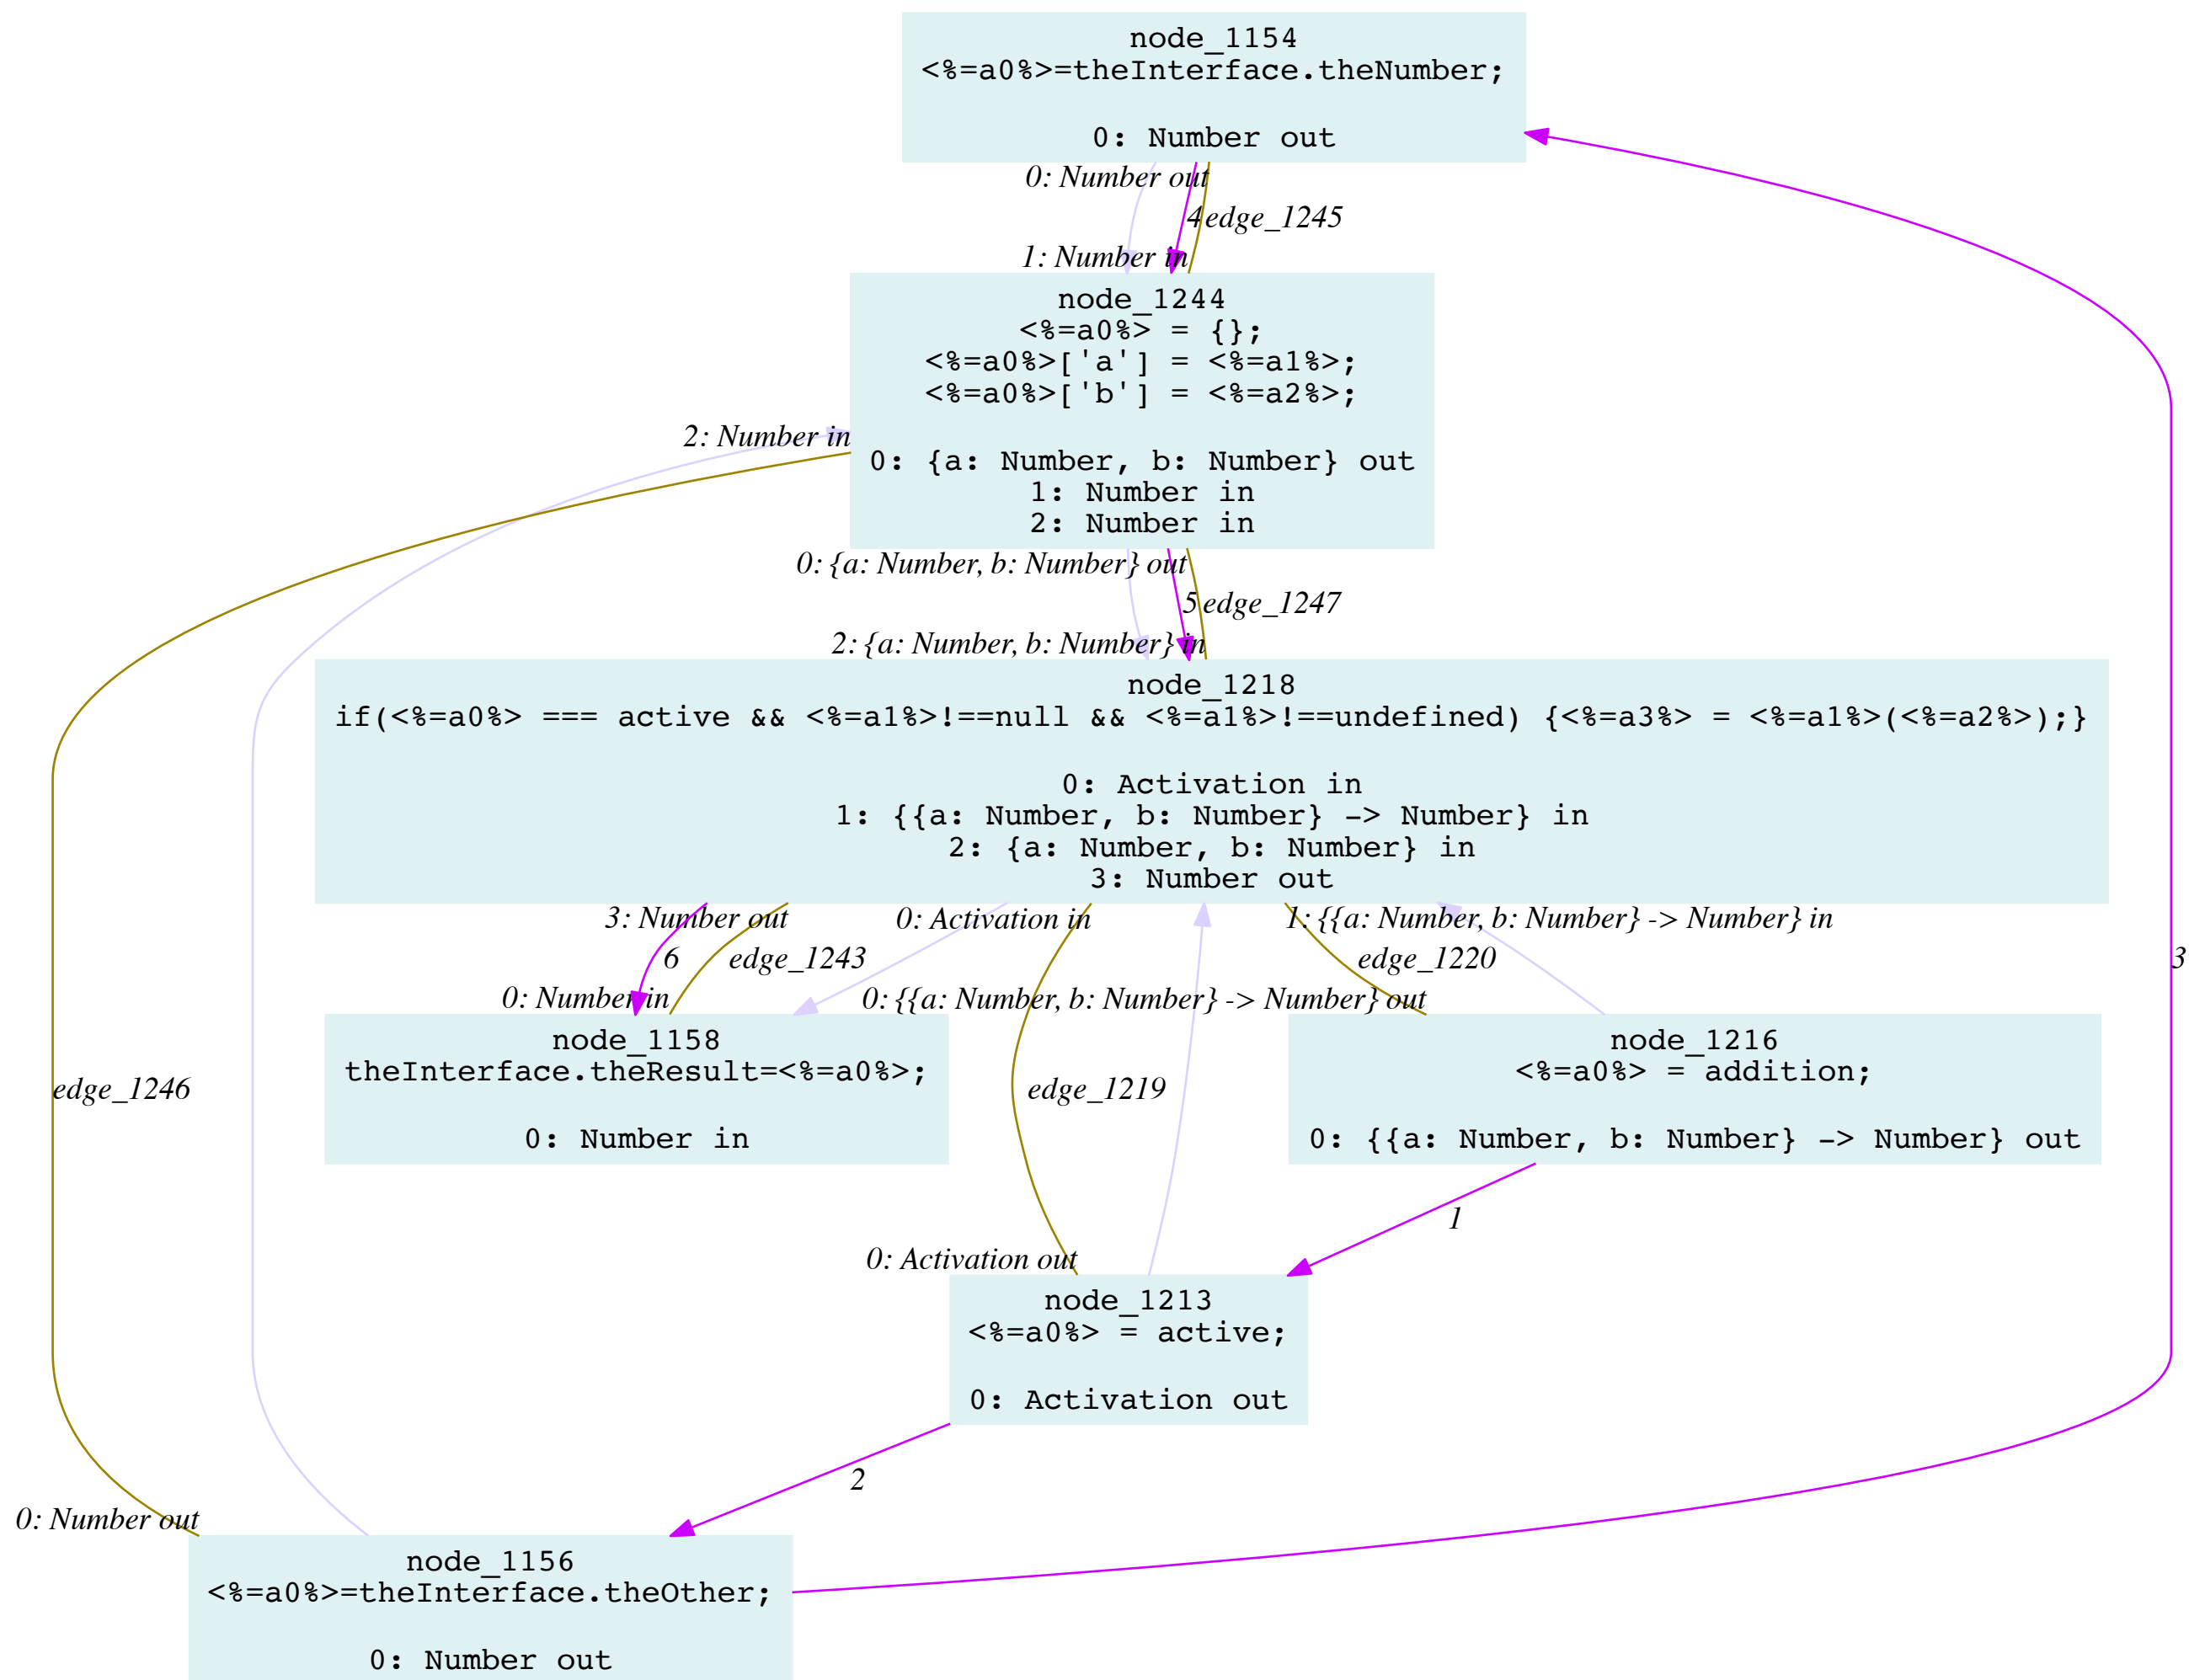 node_1154
<%=a0%>=theInterface.theNumber;
0: Number out
0: Number out
4 edge_1245
1: Number in
node_1244
<%=a0%> = {};
<%=a0%>['a'] = <%=a1%>;
<%=a0%>['b'] = <%=a2%>;
2: Number in
0: {a: Number, b: Number} out
1: Number in
2: Number in
0: {a: Number, b: Number} out
5 edge_1247
2: {a: Number, b: Number} in
node_1218
if(<%=a0%> === active && <%=a1%>!==null && <%=a1%>!==undefined) {<%=a3%> = <%=a1%>(<%=a2%>);}
0: Activation in
1: {{a: Number, b: Number} -> Number} in
2: {a: Number, b: Number} in
3: Number out
3: Number out
0: Activation in
1: {{a: Number, b: Number} -> Number} in
6
edge_1243
edge_1220
3
0: Number in
0: {{a: Number, b: Number} -> Number} out
node_1158
theInterface.theResult=<%=a0%>;
0: Number in
node_1216
<%=a0%> = addition;
0: {{a: Number, b: Number} -> Number} out
edge_1246
edge_1219
1
0: Activation out
node_1213
<%=a0%> = active;
0: Activation out
2
0: Number out
node_1156
<%=a0%>=theInterface.theOther;
0: Number out